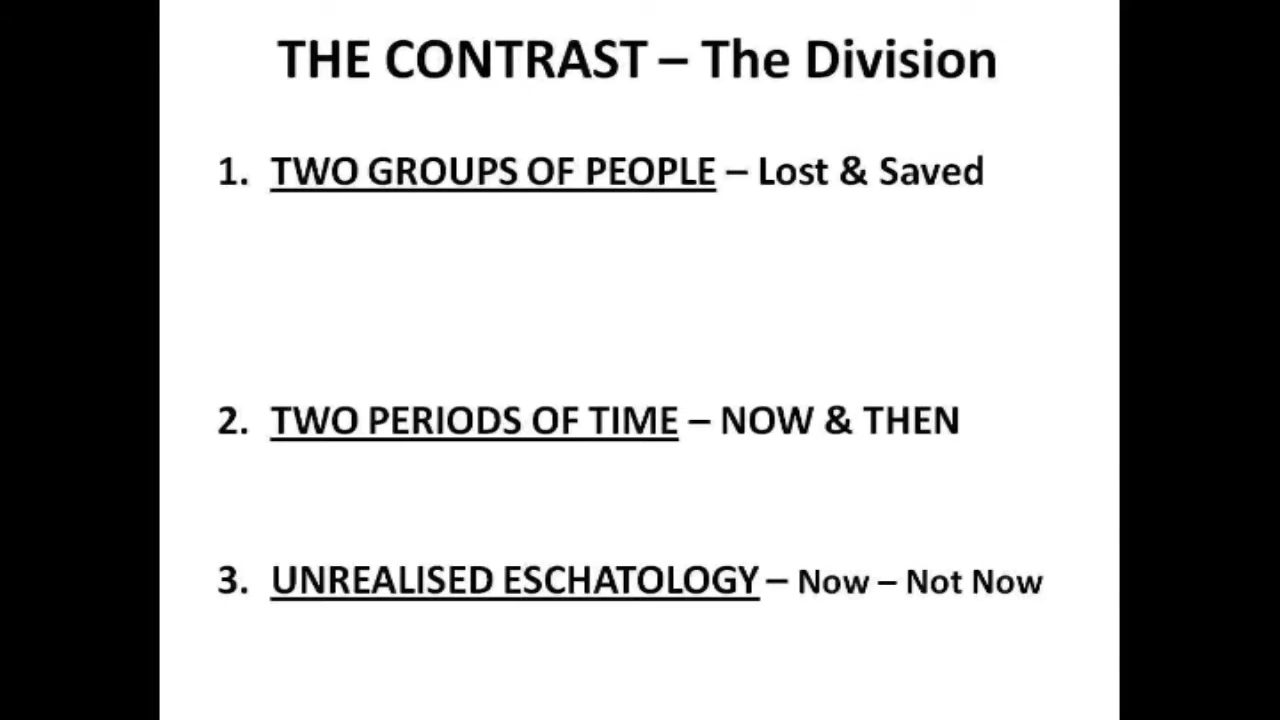 THE CONTRAST – The Division
1. TWO GROUPS OF PEOPLE – Lost & Saved
2. TWO PERIODS OF TIME – NOW & THEN
3. UNREALISED ESCHATOLOGY – Now – Not Now